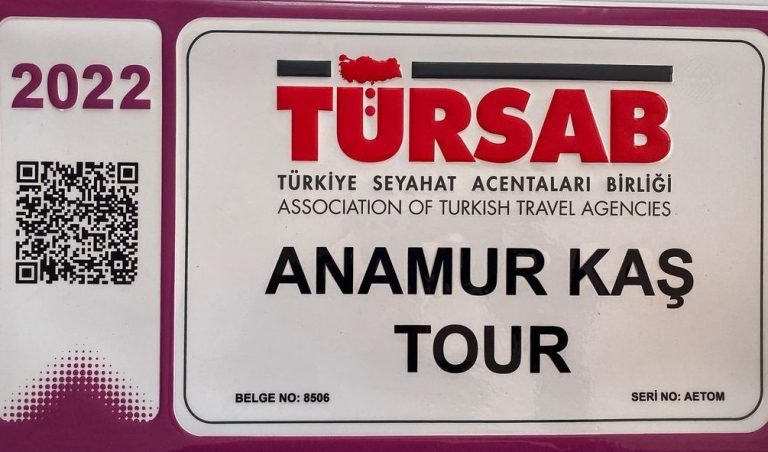 2022
TÜRSAB
TÜRKİYE SEYAHAT ACENTALARI BİRLİĞİ
ASSOCIATION OF TURKISH TRAVEL AGENCIES
ANAMUR KAŞ
TOUR
BELGE NO: 8506
SERİ NO: AETOM